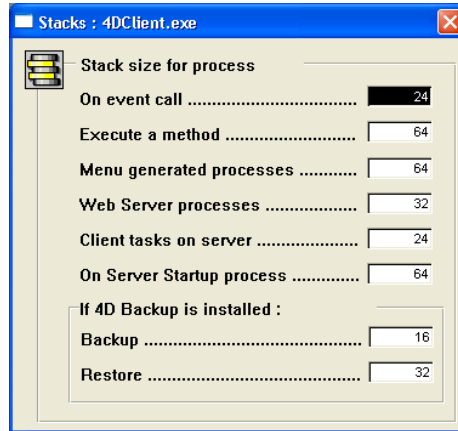 Stacks : 4DClient.exe
Stack size for process
On event call .................................. 24
Execute a method .......................... 64
Menu generated processes ............ 64
Web Server processes ................... 32
Client tasks on server ..................... 24
On Server Startup process ............... 64
If 4D Backup is installed :
Backup ........................................... 16
Restore .......................................... 32